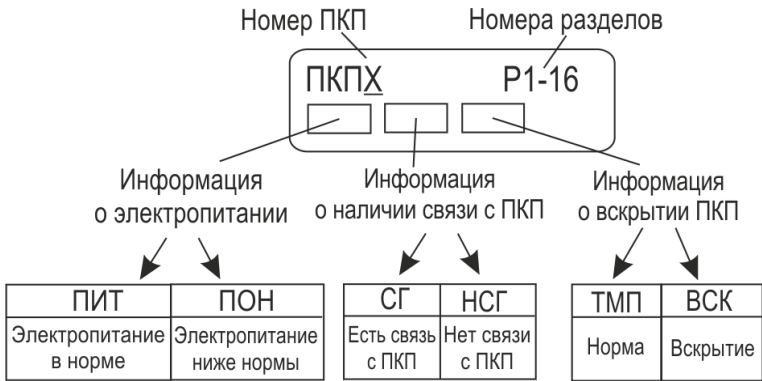 Номер ПКП
Номера разделов
ПКПХ Р1-16
Информация
о электропитании
Информация
о наличии связи с ПКП
Информация
о вскрытии ПКП
ПИТ ПОН
Электропитание
в норме
Электропитание
ниже нормы
СГ НСГ
Есть связь
с ПКП
Нет связи
с ПКП
ТМП ВСК
Норма Вскрытие